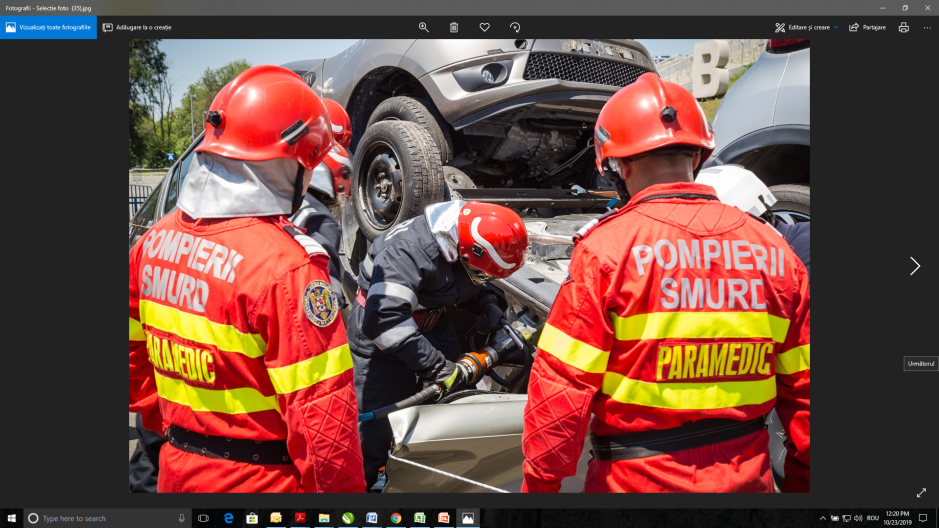 Fotografii - Selectie foto (35).jpg
Vizualizați toate fotografiile
Adăugare la o creație
Editare și creare
Partajare
B
POMPIERII
SMURD
PARAMEDIC
POMPIERII
SMURD
PARAMEDIC
Următorul
Type here to search
ROU
12:20 PM
10/23/2019